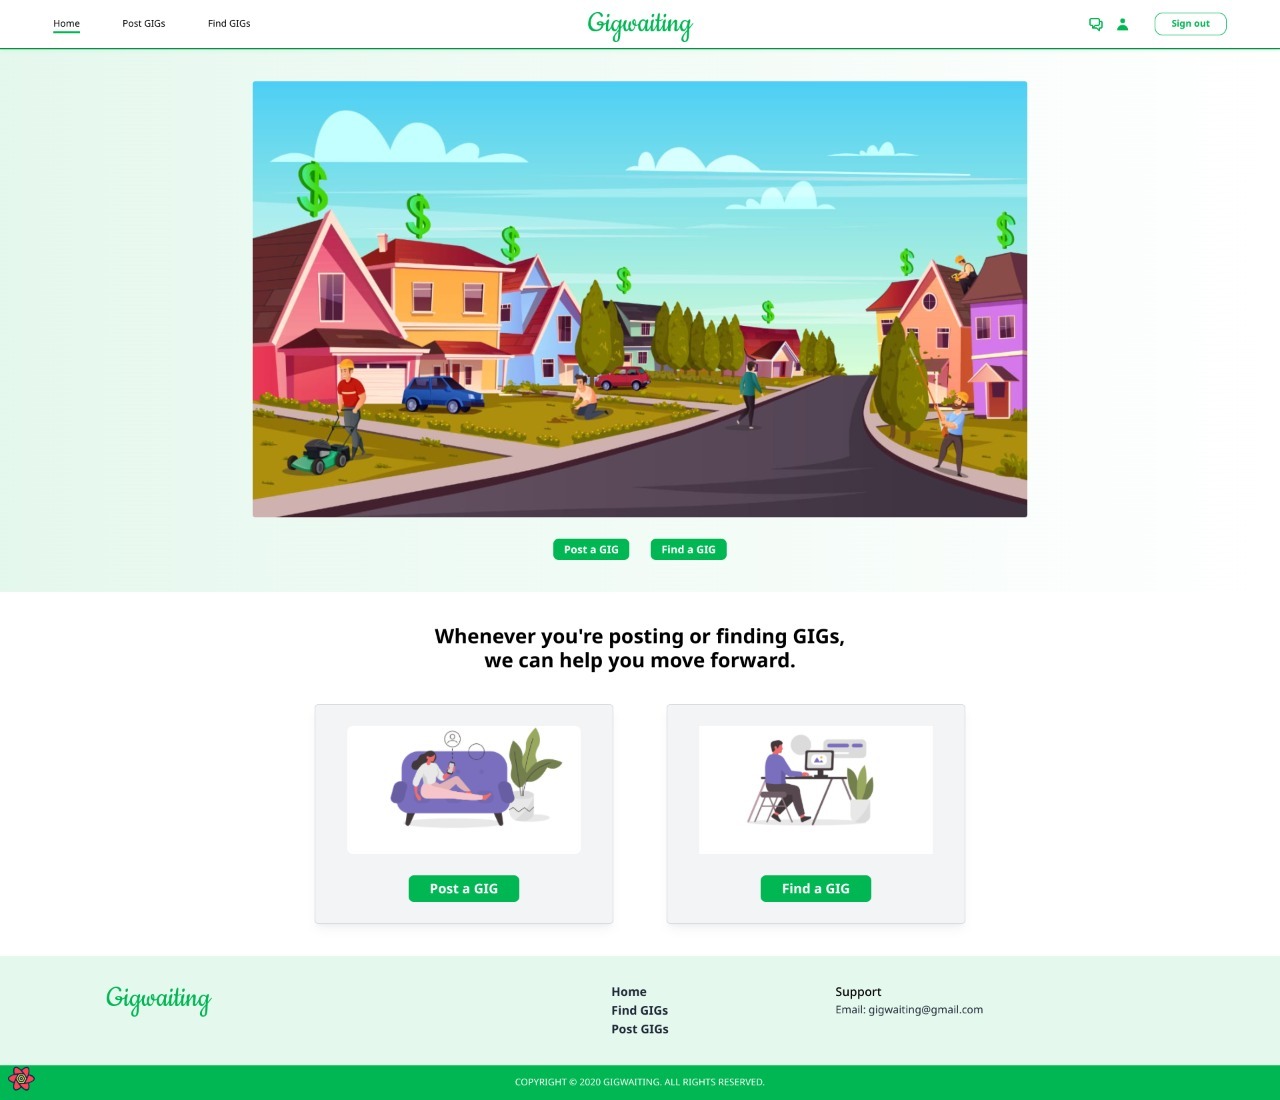 Home
Post GIGs
Find GIGs
Gigwaiting
Sign out
$
$
$
$
$
$
$
Post a GIG
Find a GIG
Whenever you're posting or finding GIGs,
we can help you move forward.
Post a GIG
Find a GIG
Gigwaiting
Home
Find GIGs
Post GIGs
Support
Email: gigwaiting@gmail.com
COPYRIGHT © 2020 GIGWAITING. ALL RIGHTS RESERVED.